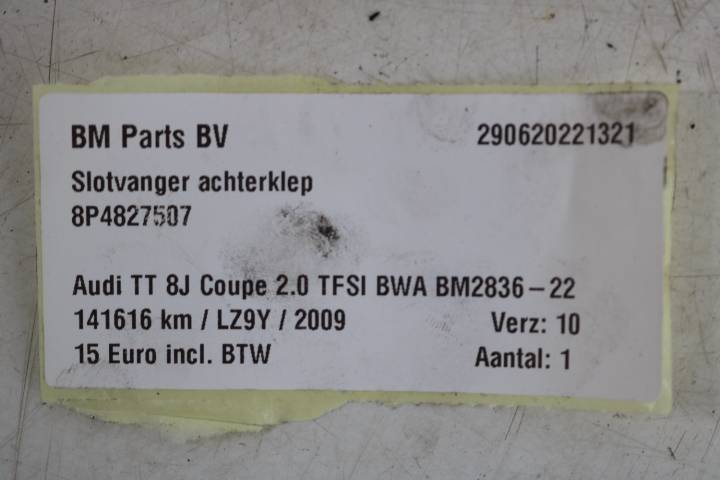 BM Parts BV 290620221321
Slotvanger achterklep
8P4827507
Audi TT 8J Coupe 2.0 TFSI BWA BM2836-22
141616 km / LZ9Y / 2009 Verz: 10
15 Euro incl. BTW Aantal: 1